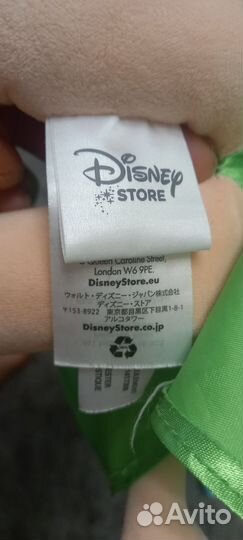 Disney
STORE
Queen Caroline Street,
London W6 9PE.
DisneyStore.eu
ウォルト・ディズニー・ジャパン株式会社
ディズニー・ストア
〒153-8922 東京都目黒区下目黒1-8-1
アルコタワー
DisneyStore.co.jp
Avito